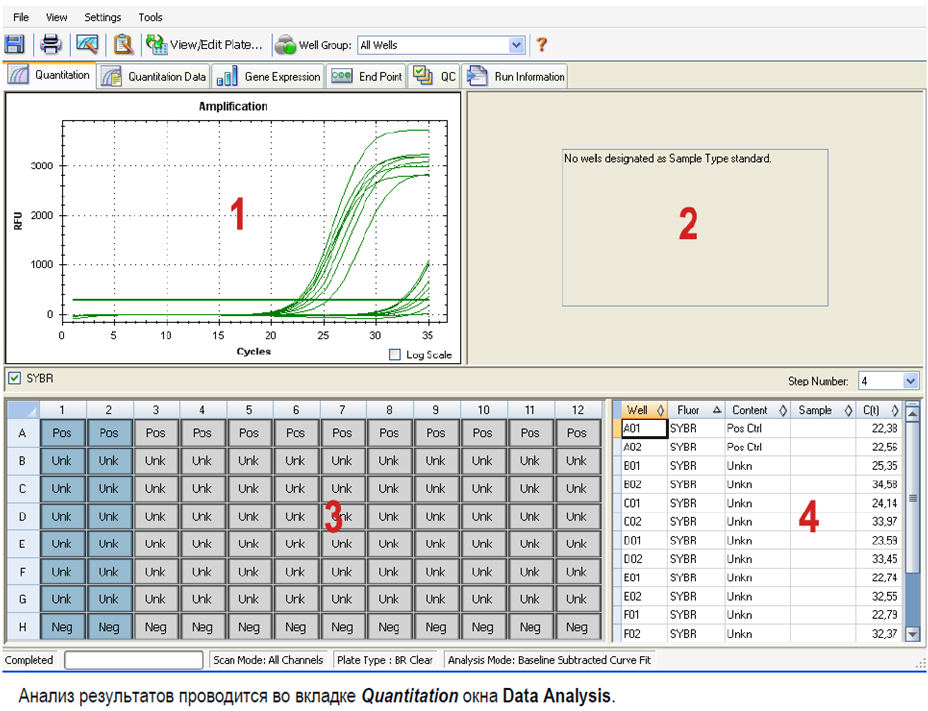 File View Settings Tools
View/Edit Plate... Well Group: All Wells ?
Quantitation Quantitation Data Gene Expression End Point QC Run Information
Amplification
RFU
3000
2000
1000
0
0 5 10 15 20 25 30 35
Cycles
Log Scale
1
No wells designated as Sample Type standard.
2
SYBR
Step Number: 4
1 2 3 4 5 6 7 8 9 10 11 12
A Pos Pos Pos Pos Pos Pos Pos Pos Pos Pos Pos Pos
B Unk Unk Unk Unk Unk Unk Unk Unk Unk Unk Unk Unk
C Unk Unk Unk Unk Unk Unk Unk Unk Unk Unk Unk Unk
D Unk Unk Unk Unk Unk Unk Unk Unk Unk Unk Unk Unk
E Unk Unk Unk Unk Unk Unk Unk Unk Unk Unk Unk Unk
F Unk Unk Unk Unk Unk Unk Unk Unk Unk Unk Unk Unk
G Unk Unk Unk Unk Unk Unk Unk Unk Unk Unk Unk Unk
H Neg Neg Neg Neg Neg Neg Neg Neg Neg Neg Neg Neg
3
Well Fluor Content Sample C(t)
A01 SYBR Pos Ctrl 22,38
A02 SYBR Pos Ctrl 22,56
B01 SYBR Unkn 25,35
B02 SYBR Unkn 34,58
C01 SYBR Unkn 24,14
C02 SYBR Unkn 33,97
D01 SYBR Unkn 23,59
D02 SYBR Unkn 33,45
E01 SYBR Unkn 22,74
E02 SYBR Unkn 32,55
F01 SYBR Unkn 22,79
F02 SYBR Unkn 32,37
4
Completed Scan Mode: All Channels Plate Type : BR Clear Analysis Mode: Baseline Subtracted Curve Fit
Анализ результатов проводится во вкладке Quantitation окна Data Analysis.